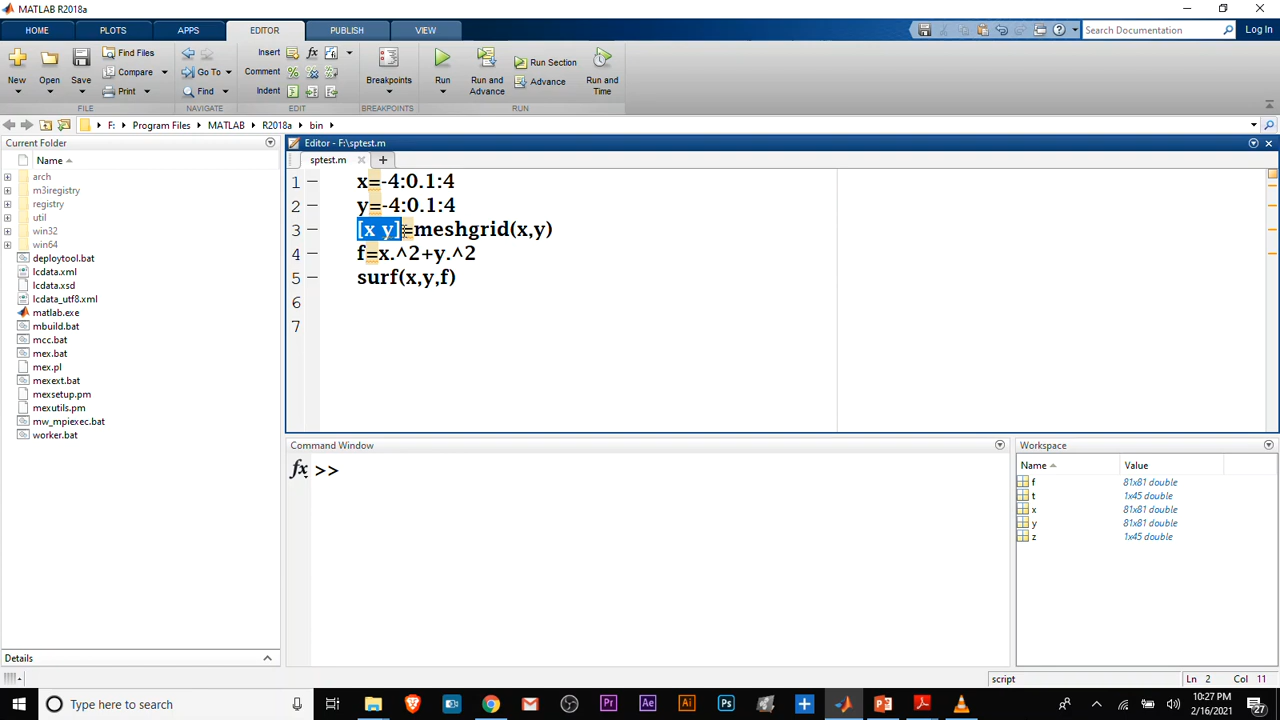 MATLAB R2018a
HOME PLOTS APPS EDITOR PUBLISH VIEW
Search Documentation
Log In
New
Open
Save
Find Files
Compare
Print
FILE
Go To
Find
NAVIGATE
Insert
fx
Comment
Indent
EDIT
Breakpoints
BREAKPOINTS
Run
Run and Advance
Run Section
Advance
Run and Time
RUN
F: Program Files MATLAB R2018a bin
Current Folder
Name
arch
m3iregistry
registry
util
win32
win64
deploytool.bat
lcdata.xml
lcdata.xsd
lcdata_utf8.xml
matlab.exe
mbuild.bat
mcc.bat
mex.bat
mex.pl
mexext.bat
mexsetup.pm
mexutils.pm
mw_mpiexec.bat
worker.bat
Details
Editor - F:\sptest.m
sptest.m
1 x=-4:0.1:4
2 y=-4:0.1:4
3 [x y]=meshgrid(x,y)
4 f=x.^2+y.^2
5 surf(x,y,f)
6
7
Command Window
fx >>
Workspace
Name Value
f 81x81 double
t 1x45 double
x 81x81 double
y 81x81 double
z 1x45 double
script Ln 2 Col 11
Type here to search
Pr
Ae
Ai
Ps
10:27 PM
2/16/2021
27